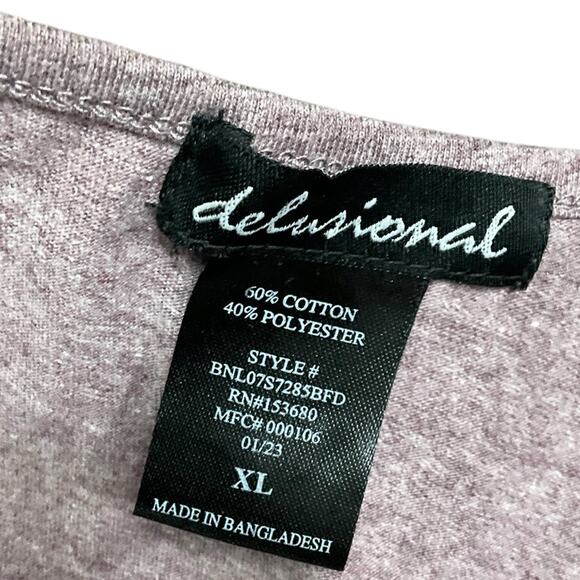 delusional
60% COTTON
40% POLYESTER
STYLE #
BNL07S7285BFD
RN#153680
MFC# 000106
01/23
XL
MADE IN BANGLADESH